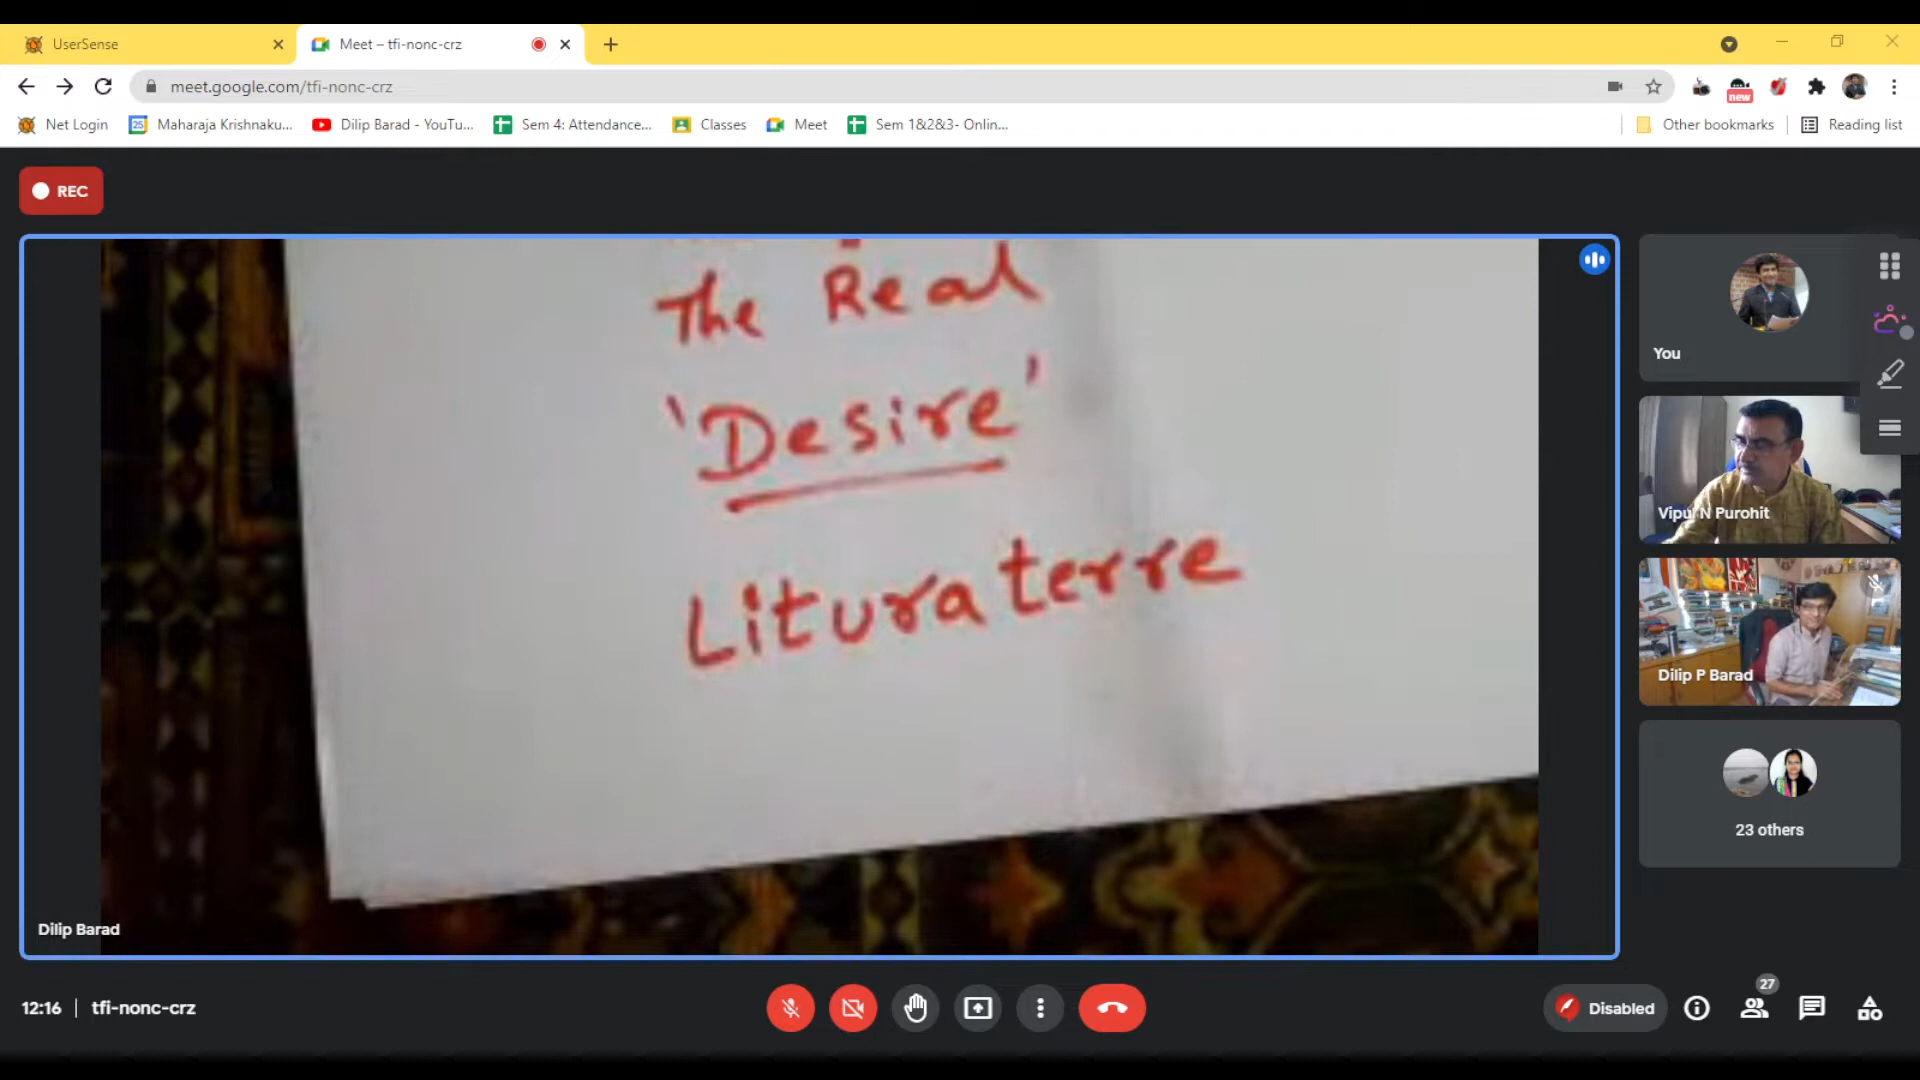 UserSense
Meet – tfi-nonc-crz
meet.google.com/tfi-nonc-crz
new
Net Login
25
Maharaja Krishnaku...
Dilip Barad - YouTu...
Sem 4: Attendance...
Classes
Meet
Sem 1&2&3- Onlin...
Other bookmarks
Reading list
REC
The Real
'Desire'
Lituraterre
Dilip Barad
You
Vipul N Purohit
Dilip P Barad
23 others
12:16 | tfi-nonc-crz
Disabled
27